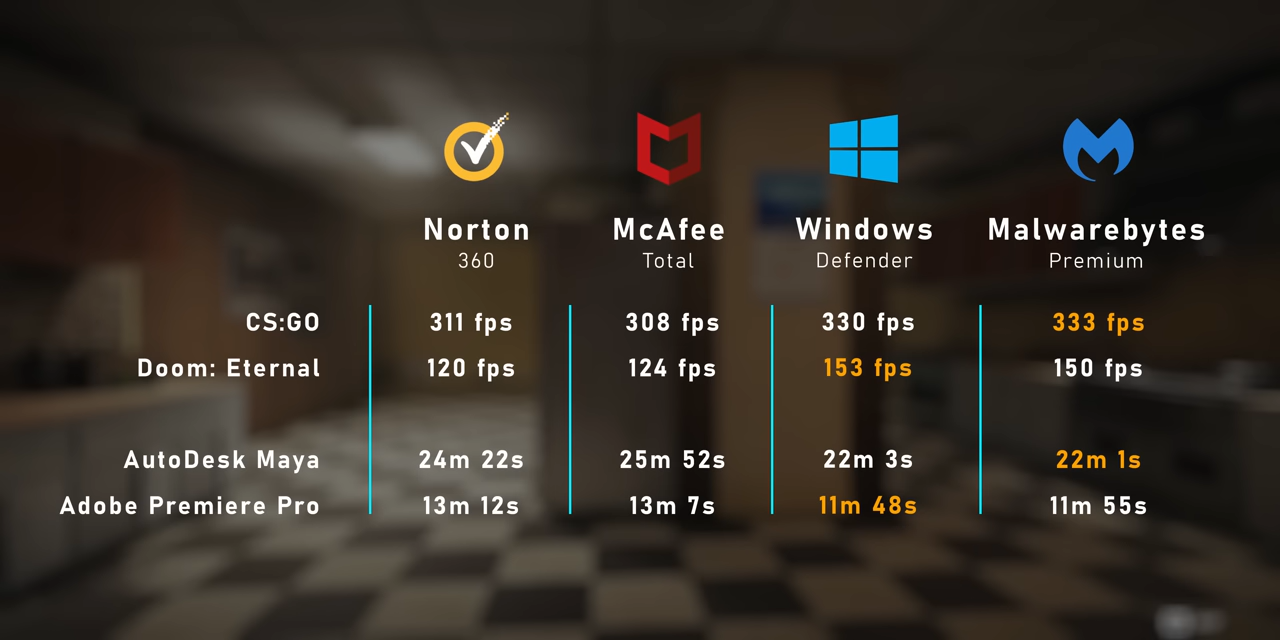 Norton McAfee Windows Malwarebytes
360 Total Defender Premium
CS:GO 311 fps 308 fps 330 fps 333 fps
Doom: Eternal 120 fps 124 fps 153 fps 150 fps
AutoDesk Maya 24m 22s 25m 52s 22m 3s 22m 1s
Adobe Premiere Pro 13m 12s 13m 7s 11m 48s 11m 55s